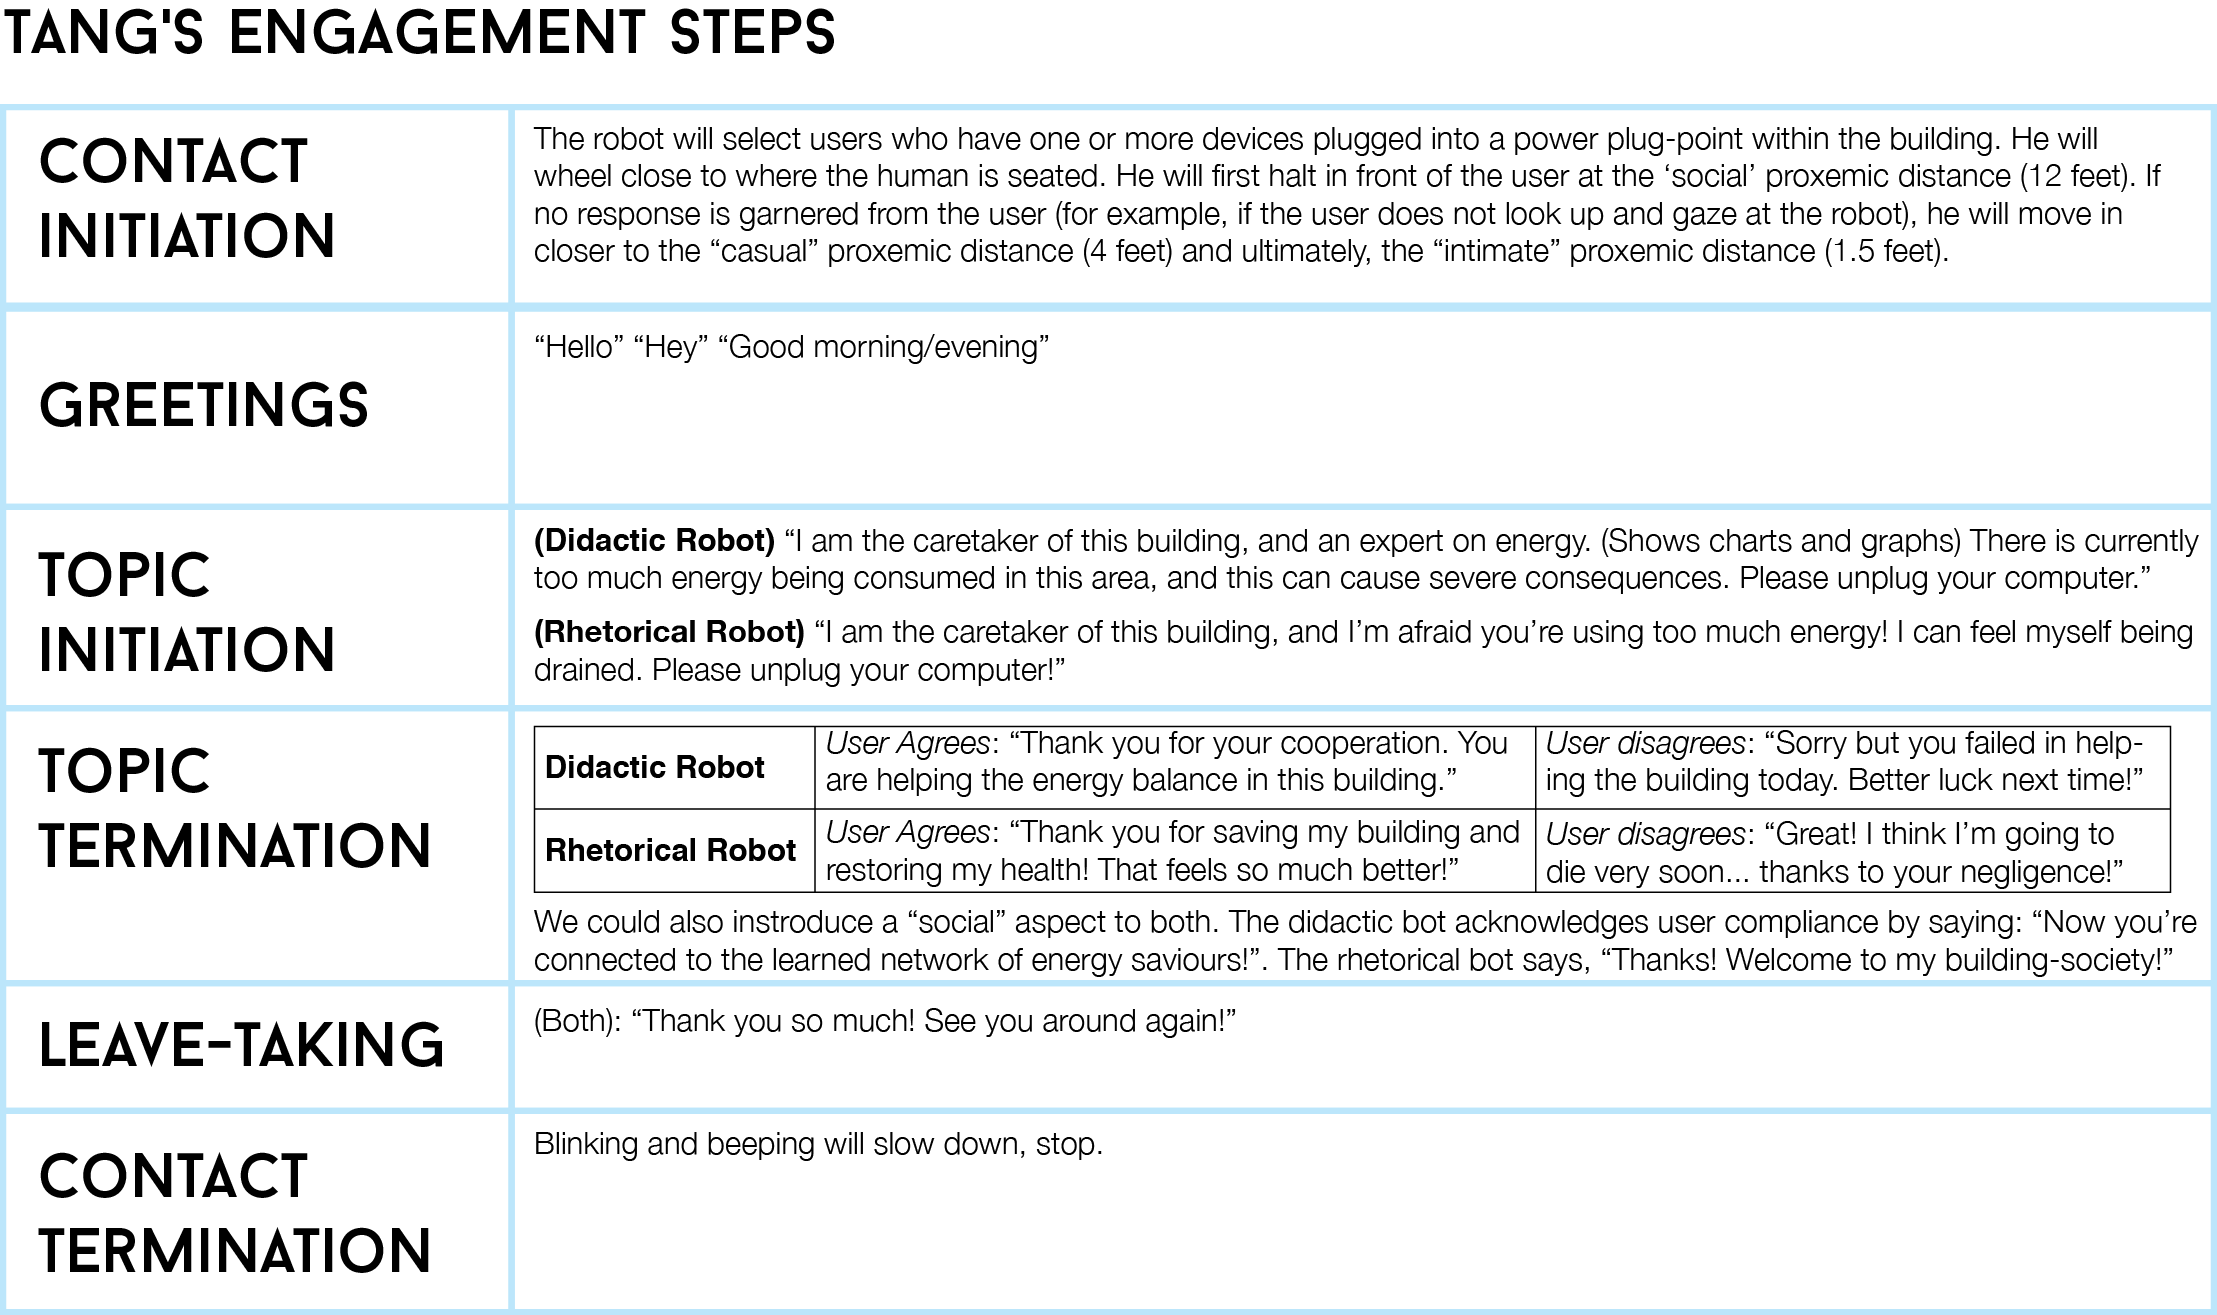 TANG'S ENGAGEMENT STEPS
CONTACT
INITIATION
The robot will select users who have one or more devices plugged into a power plug-point within the building. He will
wheel close to where the human is seated. He will first halt in front of the user at the ‘social’ proxemic distance (12 feet). If
no response is garnered from the user (for example, if the user does not look up and gaze at the robot), he will move in
closer to the “casual” proxemic distance (4 feet) and ultimately, the “intimate” proxemic distance (1.5 feet).
GREETINGS
“Hello” “Hey” “Good morning/evening”
TOPIC
INITIATION
(Didactic Robot) “I am the caretaker of this building, and an expert on energy. (Shows charts and graphs) There is currently
too much energy being consumed in this area, and this can cause severe consequences. Please unplug your computer.”
(Rhetorical Robot) “I am the caretaker of this building, and I’m afraid you’re using too much energy! I can feel myself being
drained. Please unplug your computer!”
TOPIC
TERMINATION
Didactic Robot
User Agrees: “Thank you for your cooperation. You
are helping the energy balance in this building.”
User disagrees: “Sorry but you failed in help-
ing the building today. Better luck next time!”
Rhetorical Robot
User Agrees: “Thank you for saving my building and
restoring my health! That feels so much better!”
User disagrees: “Great! I think I’m going to
die very soon... thanks to your negligence!”
We could also instroduce a “social” aspect to both. The didactic bot acknowledges user compliance by saying: “Now you’re
connected to the learned network of energy saviours!”. The rhetorical bot says, “Thanks! Welcome to my building-society!”
LEAVE-TAKING
(Both): “Thank you so much! See you around again!”
CONTACT
TERMINATION
Blinking and beeping will slow down, stop.